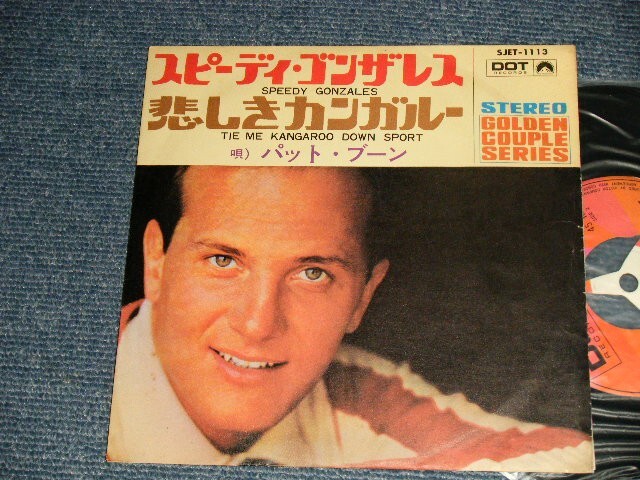 SJET-1113
スピーディ・ゴンザレス
SPEEDY GONZALES
悲しきカンガルー
TIE ME KANGAROO DOWN SPORT
唄) パット・ブーン
DOT
RECORDS
STEREO
GOLDEN
COUPLE
SERIES
45